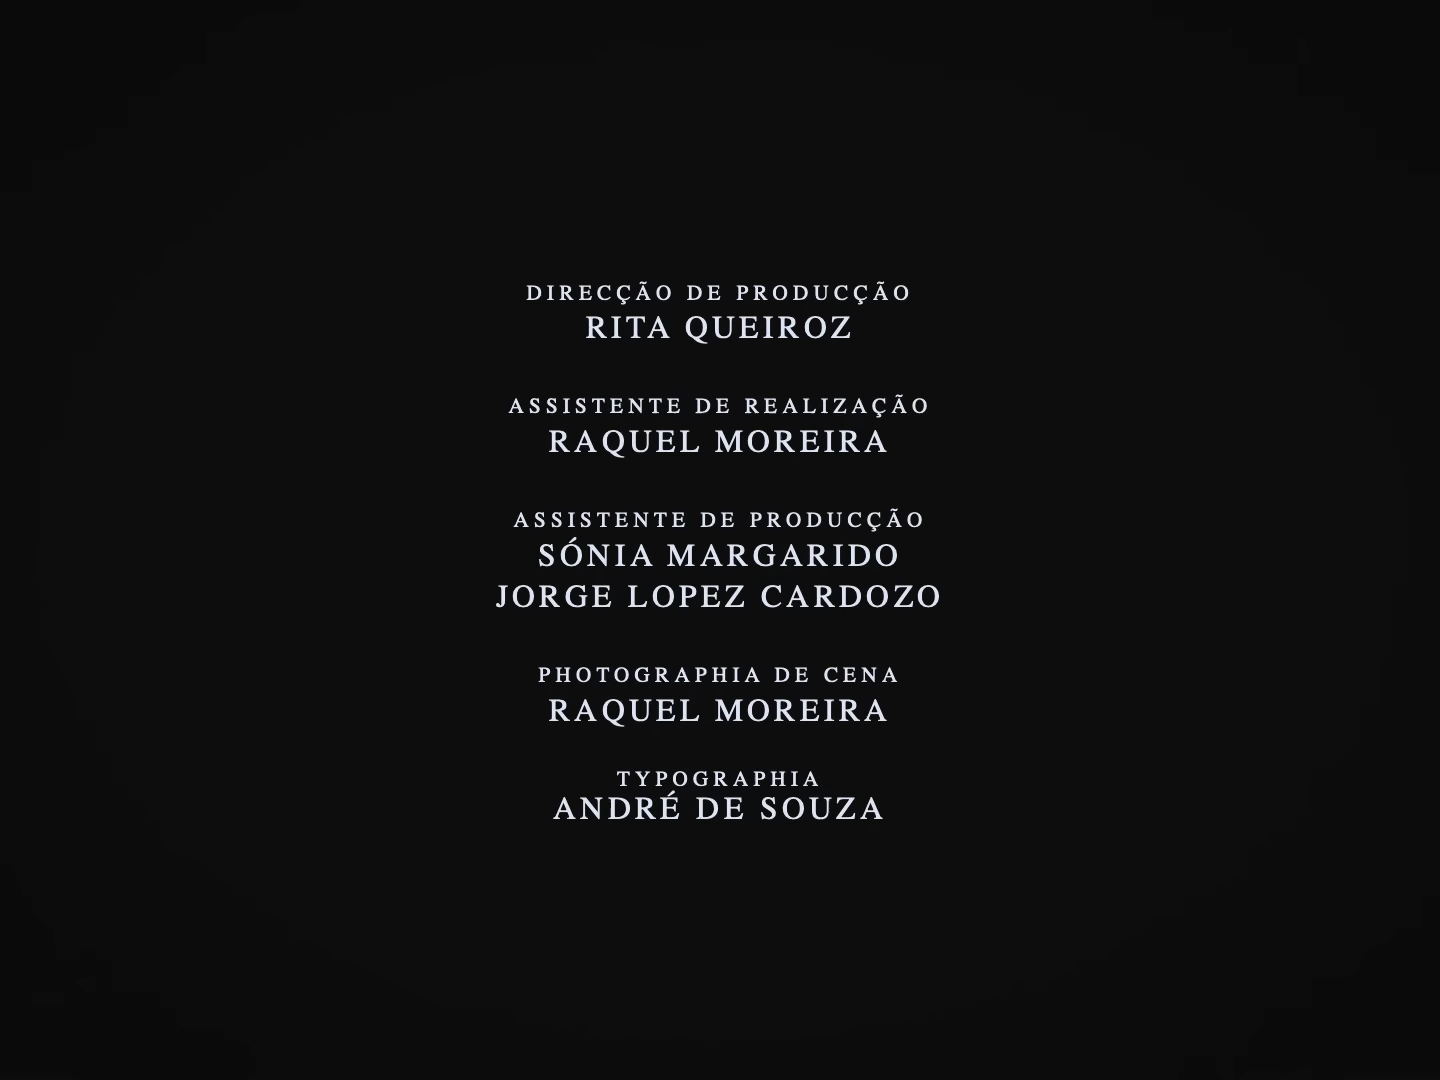 DIRECÇÃO DE PRODUCÇÃO
RITA QUEIROZ
ASSISTENTE DE REALIZAÇÃO
RAQUEL MOREIRA
ASSISTENTE DE PRODUCÇÃO
SÓNIA MARGARIDO
JORGE LOPEZ CARDOZO
PHOTOGRAPHIA DE CENA
RAQUEL MOREIRA
TYPOGRAPHIA
ANDRÉ DE SOUZA